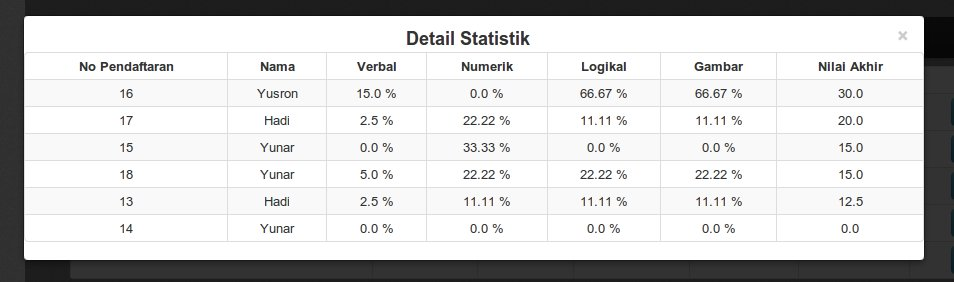 Detail Statistik ×
No Pendaftaran Nama Verbal Numerik Logikal Gambar Nilai Akhir
16 Yusron 15.0 % 0.0 % 66.67 % 66.67 % 30.0
17 Hadi 2.5 % 22.22 % 11.11 % 11.11 % 20.0
15 Yunar 0.0 % 33.33 % 0.0 % 0.0 % 15.0
18 Yunar 5.0 % 22.22 % 22.22 % 22.22 % 15.0
13 Hadi 2.5 % 11.11 % 11.11 % 11.11 % 12.5
14 Yunar 0.0 % 0.0 % 0.0 % 0.0 % 0.0